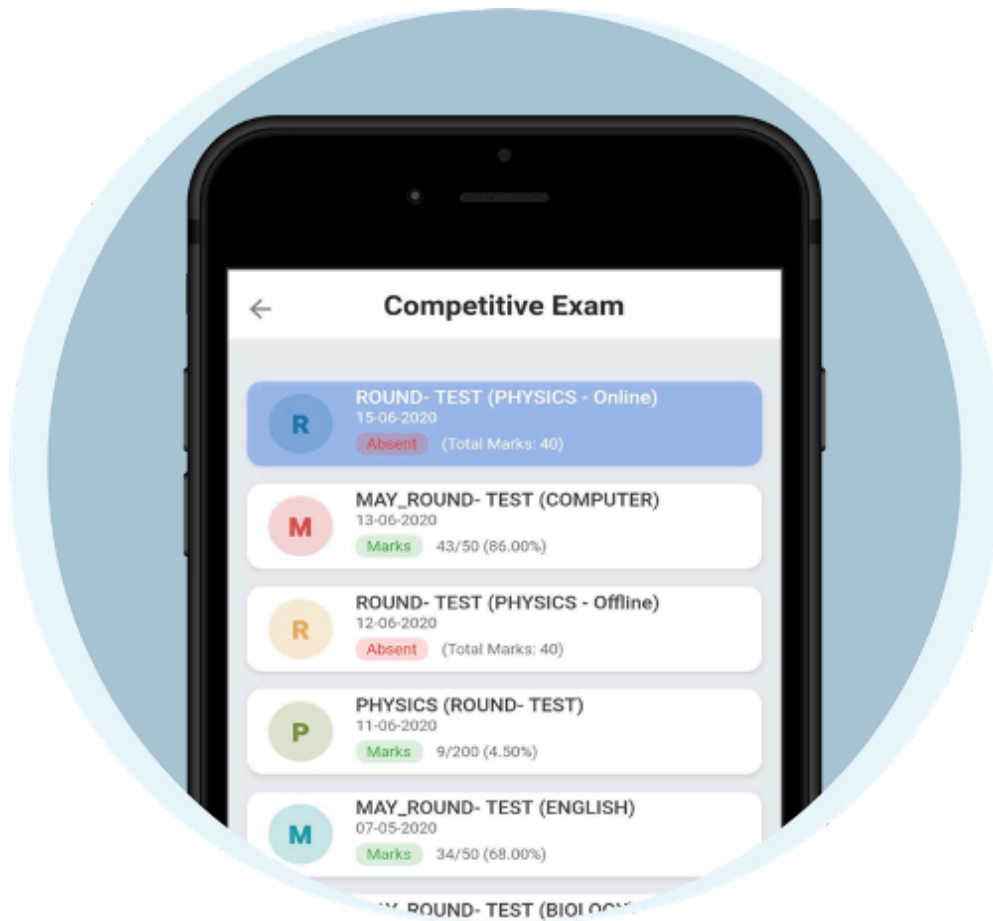 Competitive Exam
R
ROUND- TEST (PHYSICS - Online)
15-06-2020
Absent (Total Marks: 40)
M
MAY_ROUND- TEST (COMPUTER)
13-06-2020
Marks 43/50 (86.00%)
R
ROUND- TEST (PHYSICS - Offline)
12-06-2020
Absent (Total Marks: 40)
P
PHYSICS (ROUND- TEST)
11-06-2020
Marks 9/200 (4.50%)
M
MAY_ROUND- TEST (ENGLISH)
07-05-2020
Marks 34/50 (68.00%)
ROUND- TEST